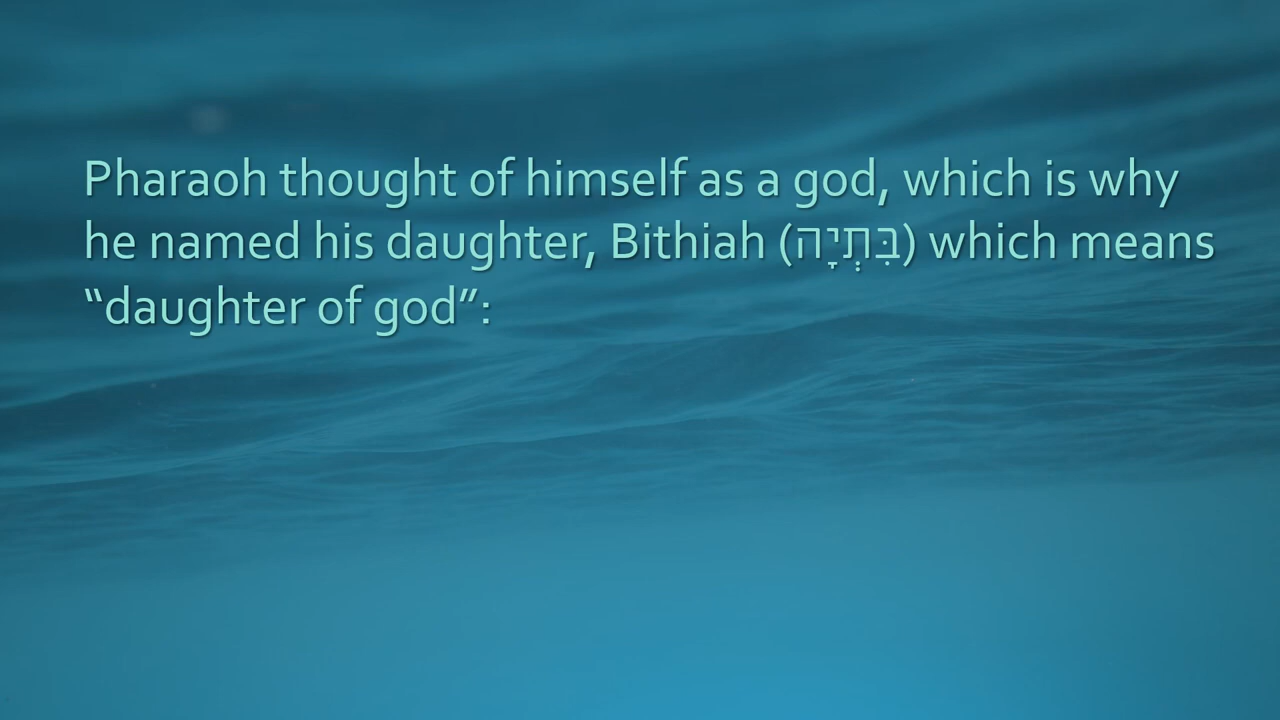 Pharaoh thought of himself as a god, which is why
he named his daughter, Bithiah (בִּתְיָה) which means
“daughter of god”: